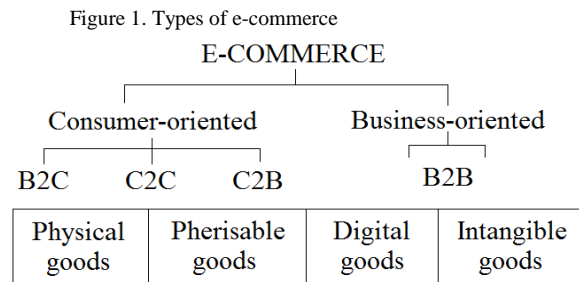 Figure 1. Types of e-commerce
E-COMMERCE
Consumer-oriented Business-oriented
B2C C2C C2B B2B
Physical Pherisable Digital Intangible
goods goods goods goods